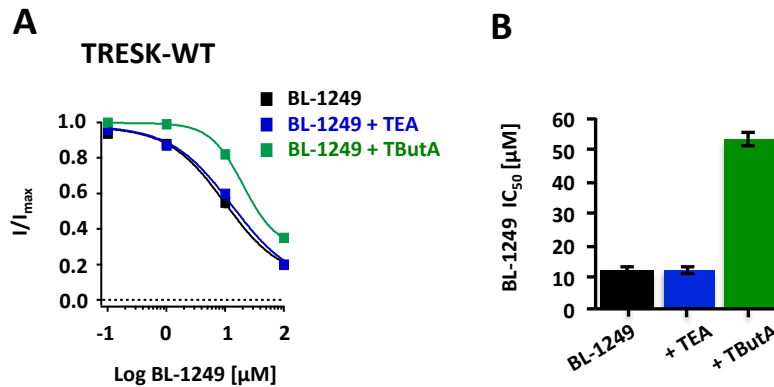 A
TRESK-WT
BL-1249
BL-1249 + TEA
BL-1249 + TButA
1.0
0.8
0.6
0.4
0.2
0.0
I/Imax
-1 0 1 2
Log BL-1249 [µM]
B
60
50
40
30
20
10
0
BL-1249 IC50 [µM]
BL-1249 + TEA + TButA